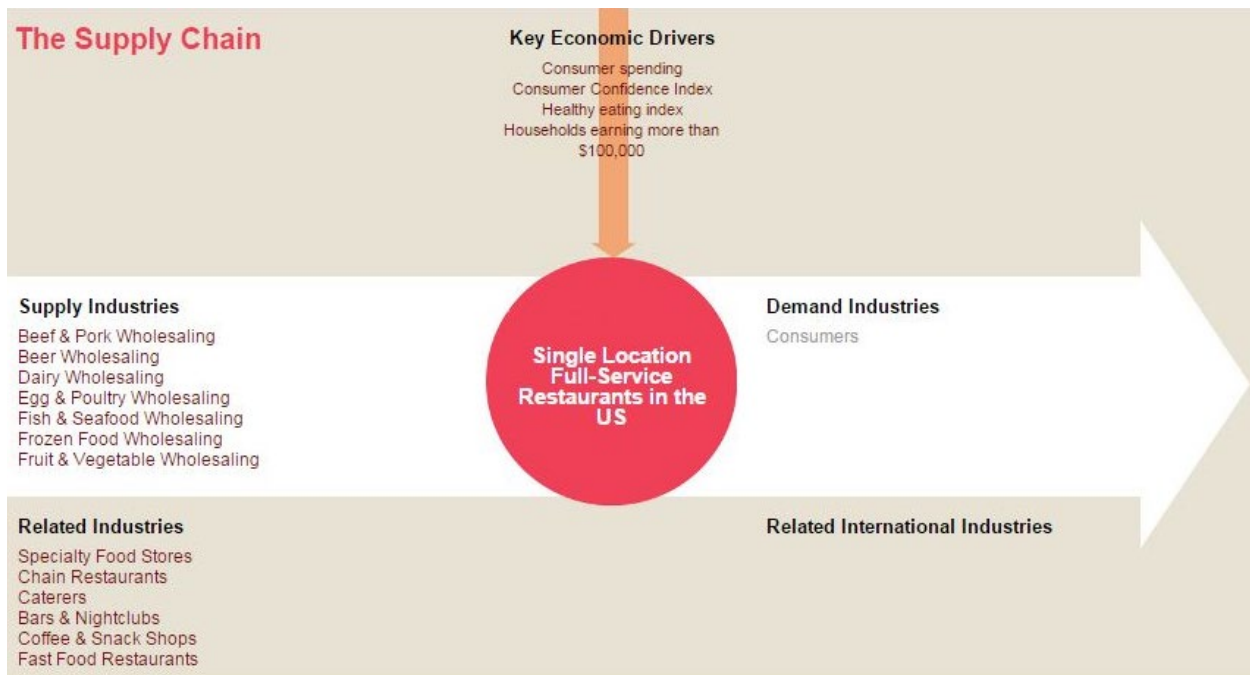 The Supply Chain
Key Economic Drivers
Consumer spending
Consumer Confidence Index
Healthy eating index
Households earning more than
$100,000
Supply Industries
Beef & Pork Wholesaling
Beer Wholesaling
Dairy Wholesaling
Egg & Poultry Wholesaling
Fish & Seafood Wholesaling
Frozen Food Wholesaling
Fruit & Vegetable Wholesaling
Single Location
Full-Service
Restaurants in the
US
Demand Industries
Consumers
Related Industries
Specialty Food Stores
Chain Restaurants
Caterers
Bars & Nightclubs
Coffee & Snack Shops
Fast Food Restaurants
Related International Industries